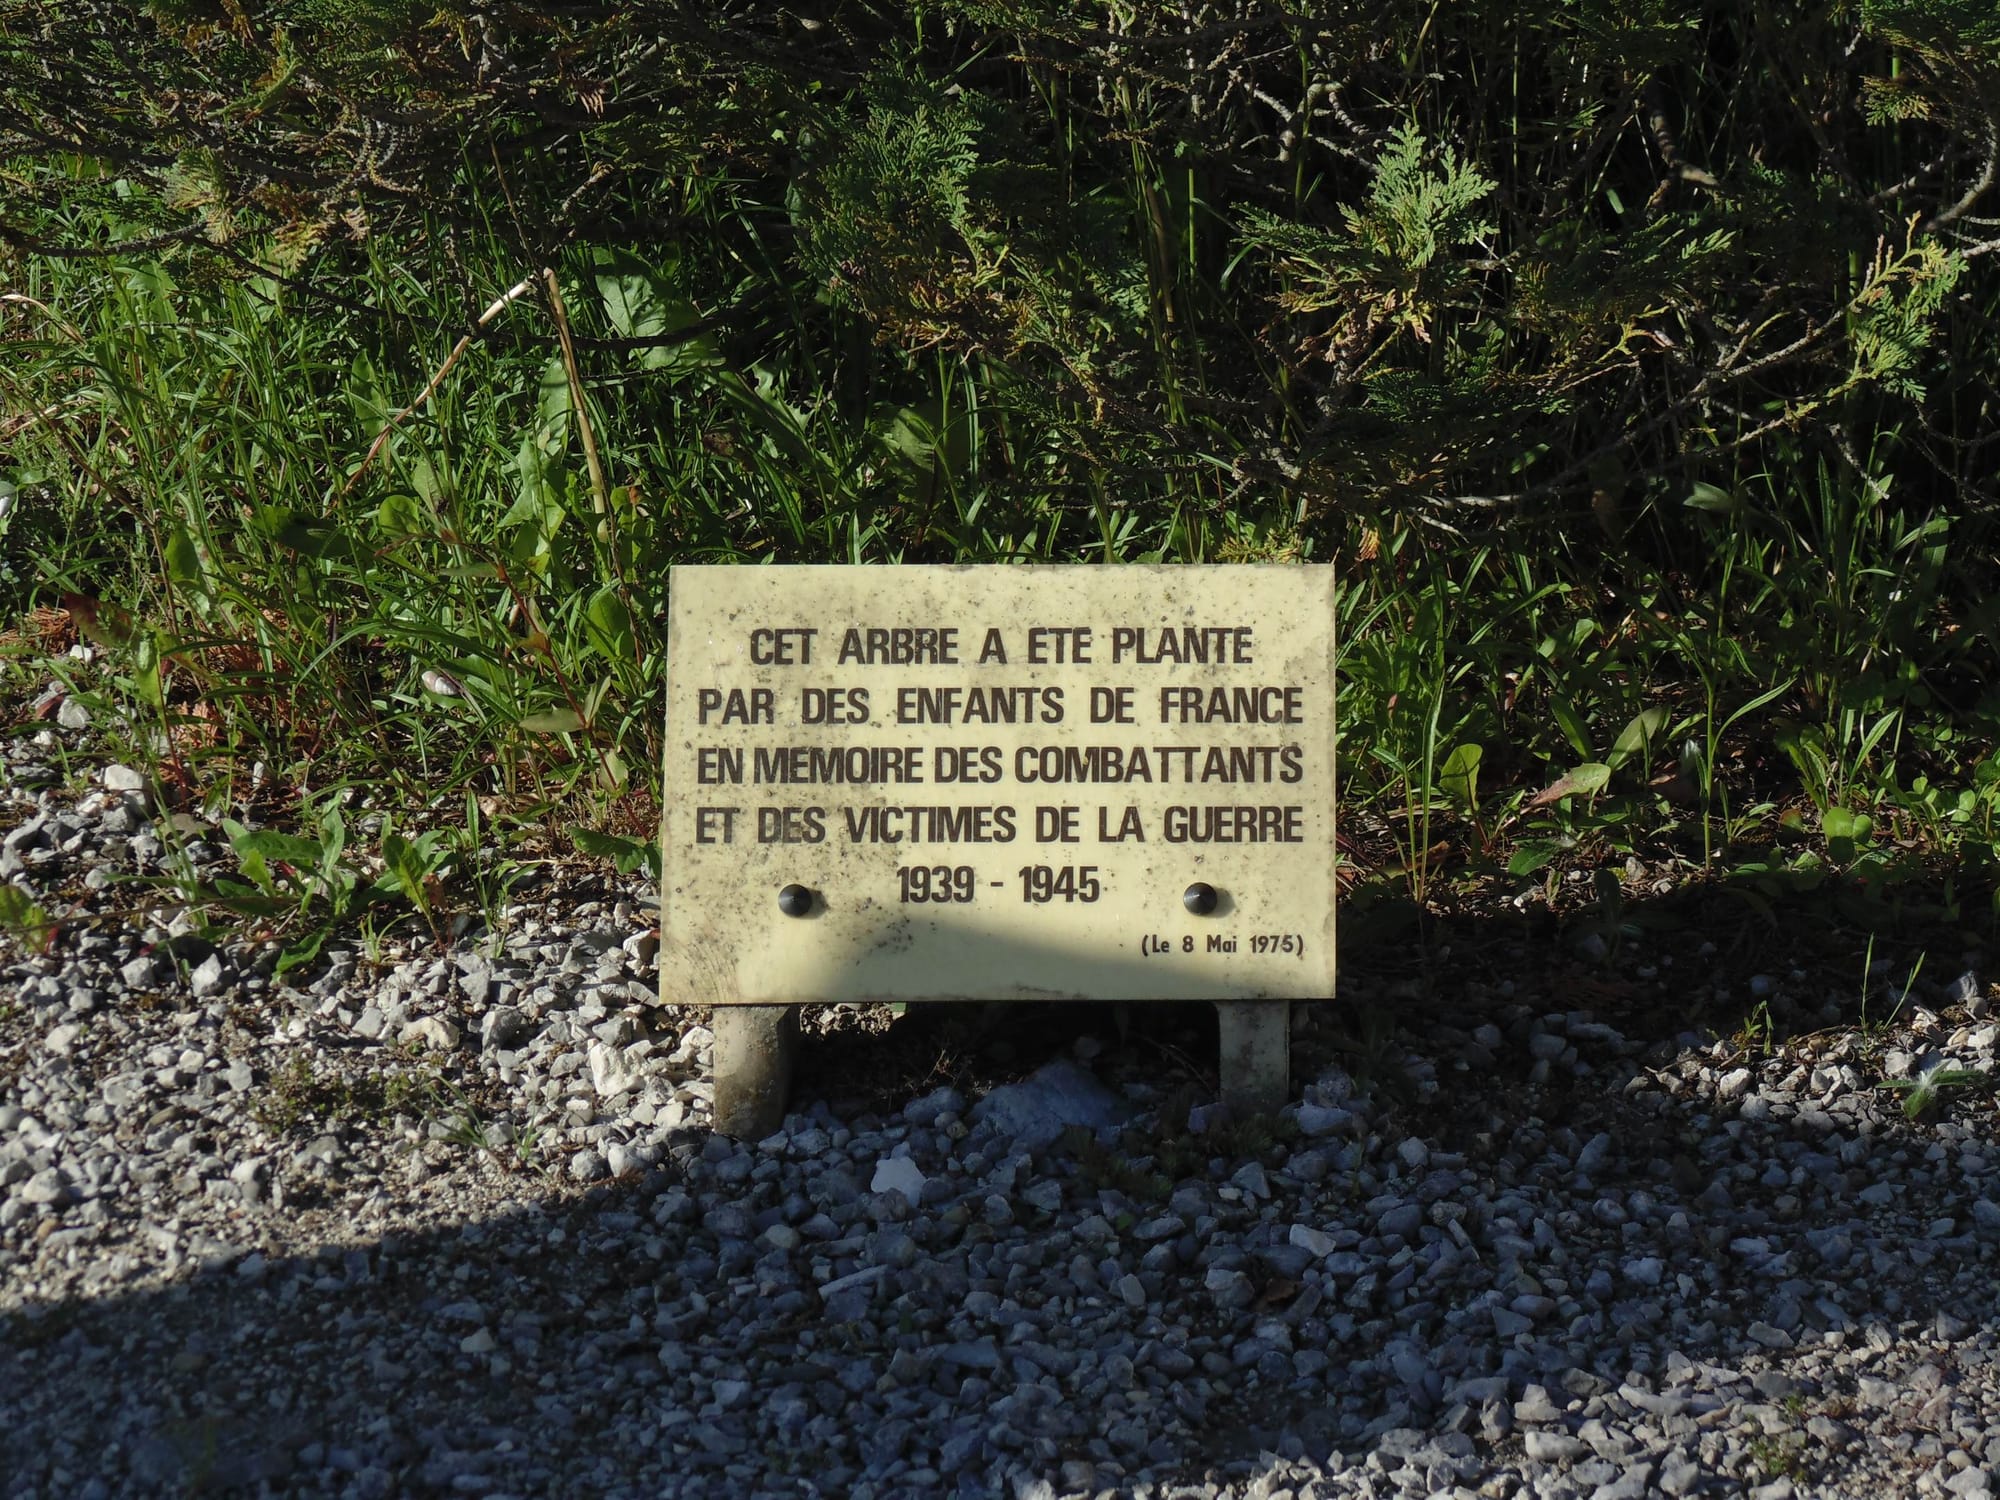 CET ARBRE A ETE PLANTE
PAR DES ENFANTS DE FRANCE
EN MEMOIRE DES COMBATTANTS
ET DES VICTIMES DE LA GUERRE
1939 - 1945
(Le 8 Mai 1975)